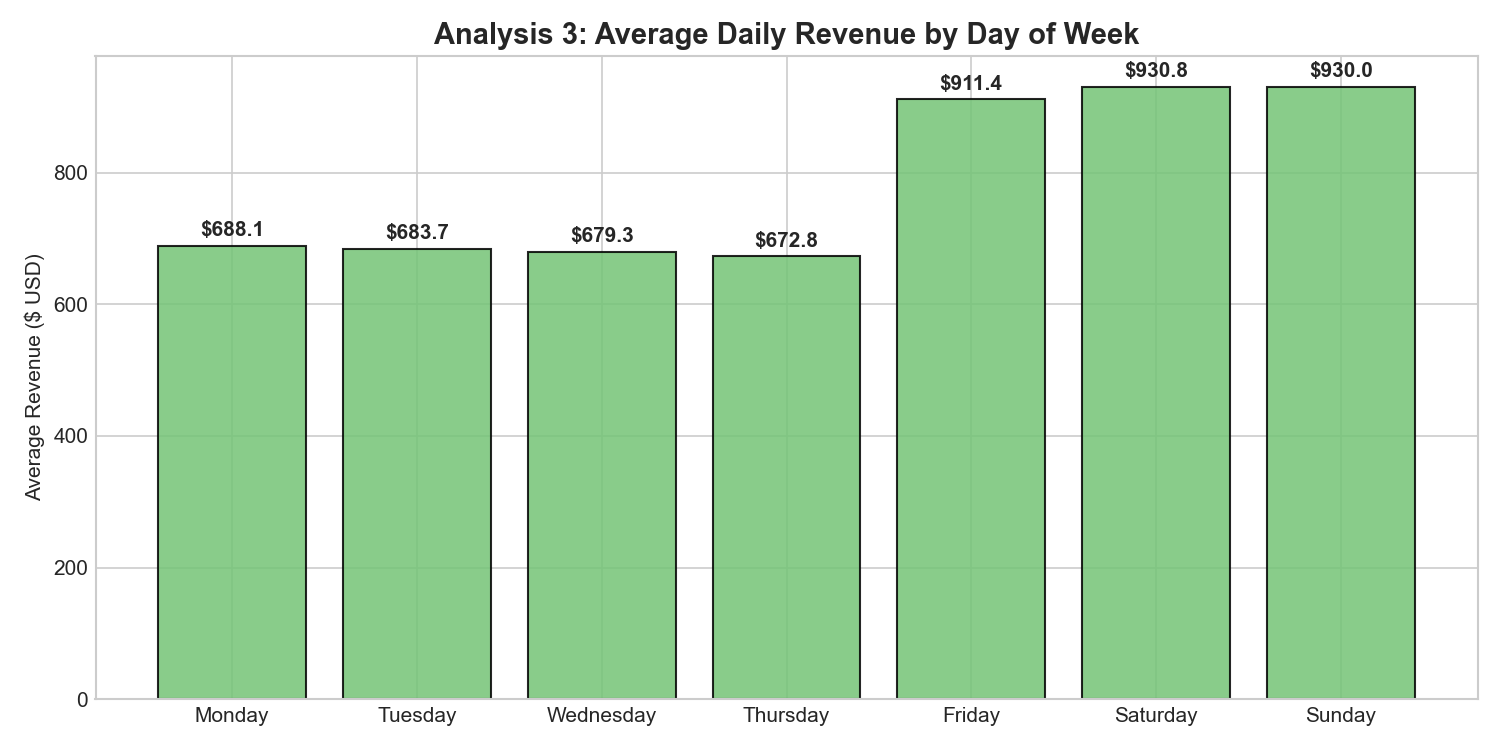 Analysis 3: Average Daily Revenue by Day of Week
Average Revenue ($ USD)
800
600
400
200
0
$688.1
$683.7
$679.3
$672.8
$911.4
$930.8
$930.0
Monday
Tuesday
Wednesday
Thursday
Friday
Saturday
Sunday